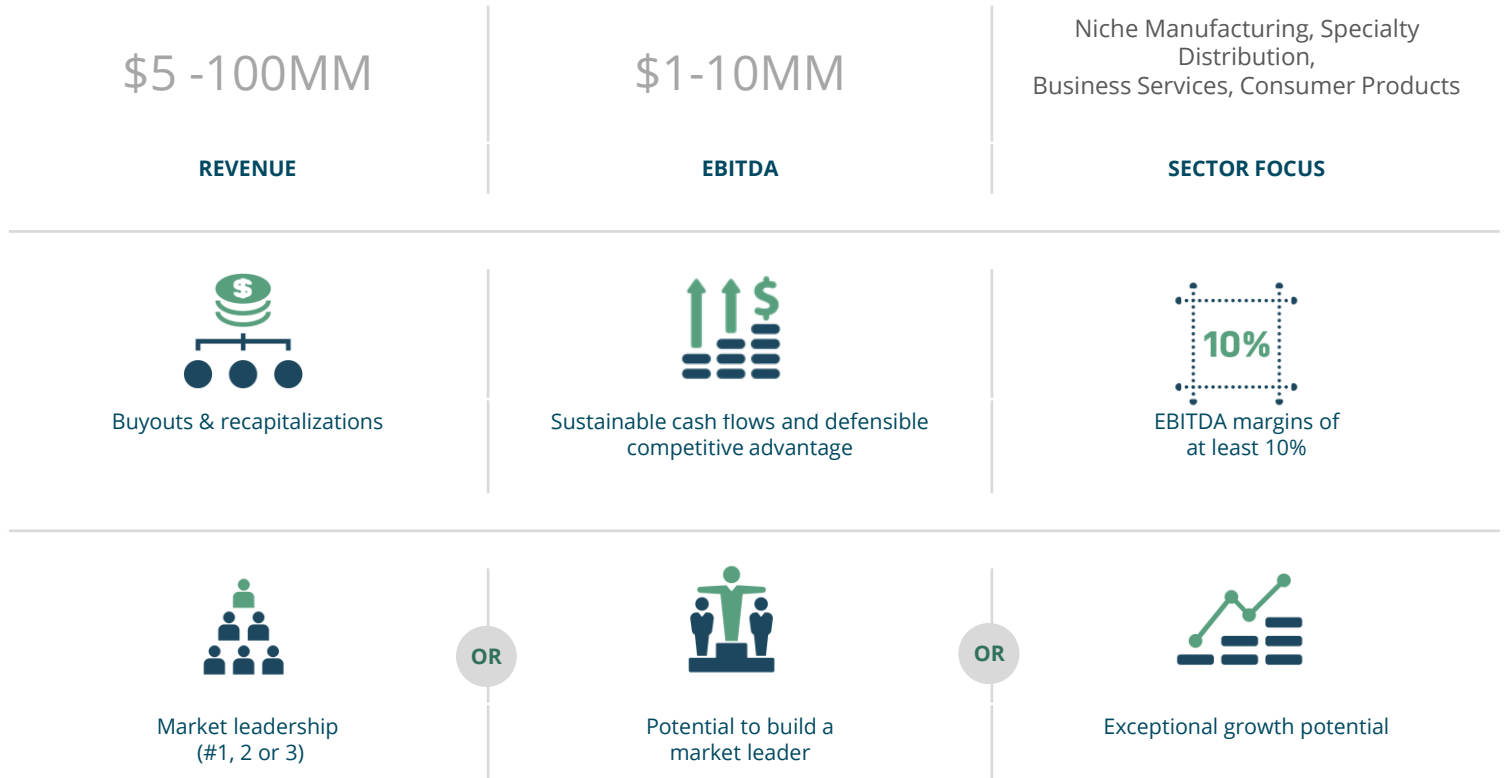 $5 -100MM
$1-10MM
Niche Manufacturing, Specialty
Distribution,
Business Services, Consumer Products
REVENUE
EBITDA
SECTOR FOCUS
$
$
10%
Buyouts & recapitalizations
Sustainable cash flows and defensible
competitive advantage
EBITDA margins of
at least 10%
OR
OR
Market leadership
(#1, 2 or 3)
Potential to build a
market leader
Exceptional growth potential